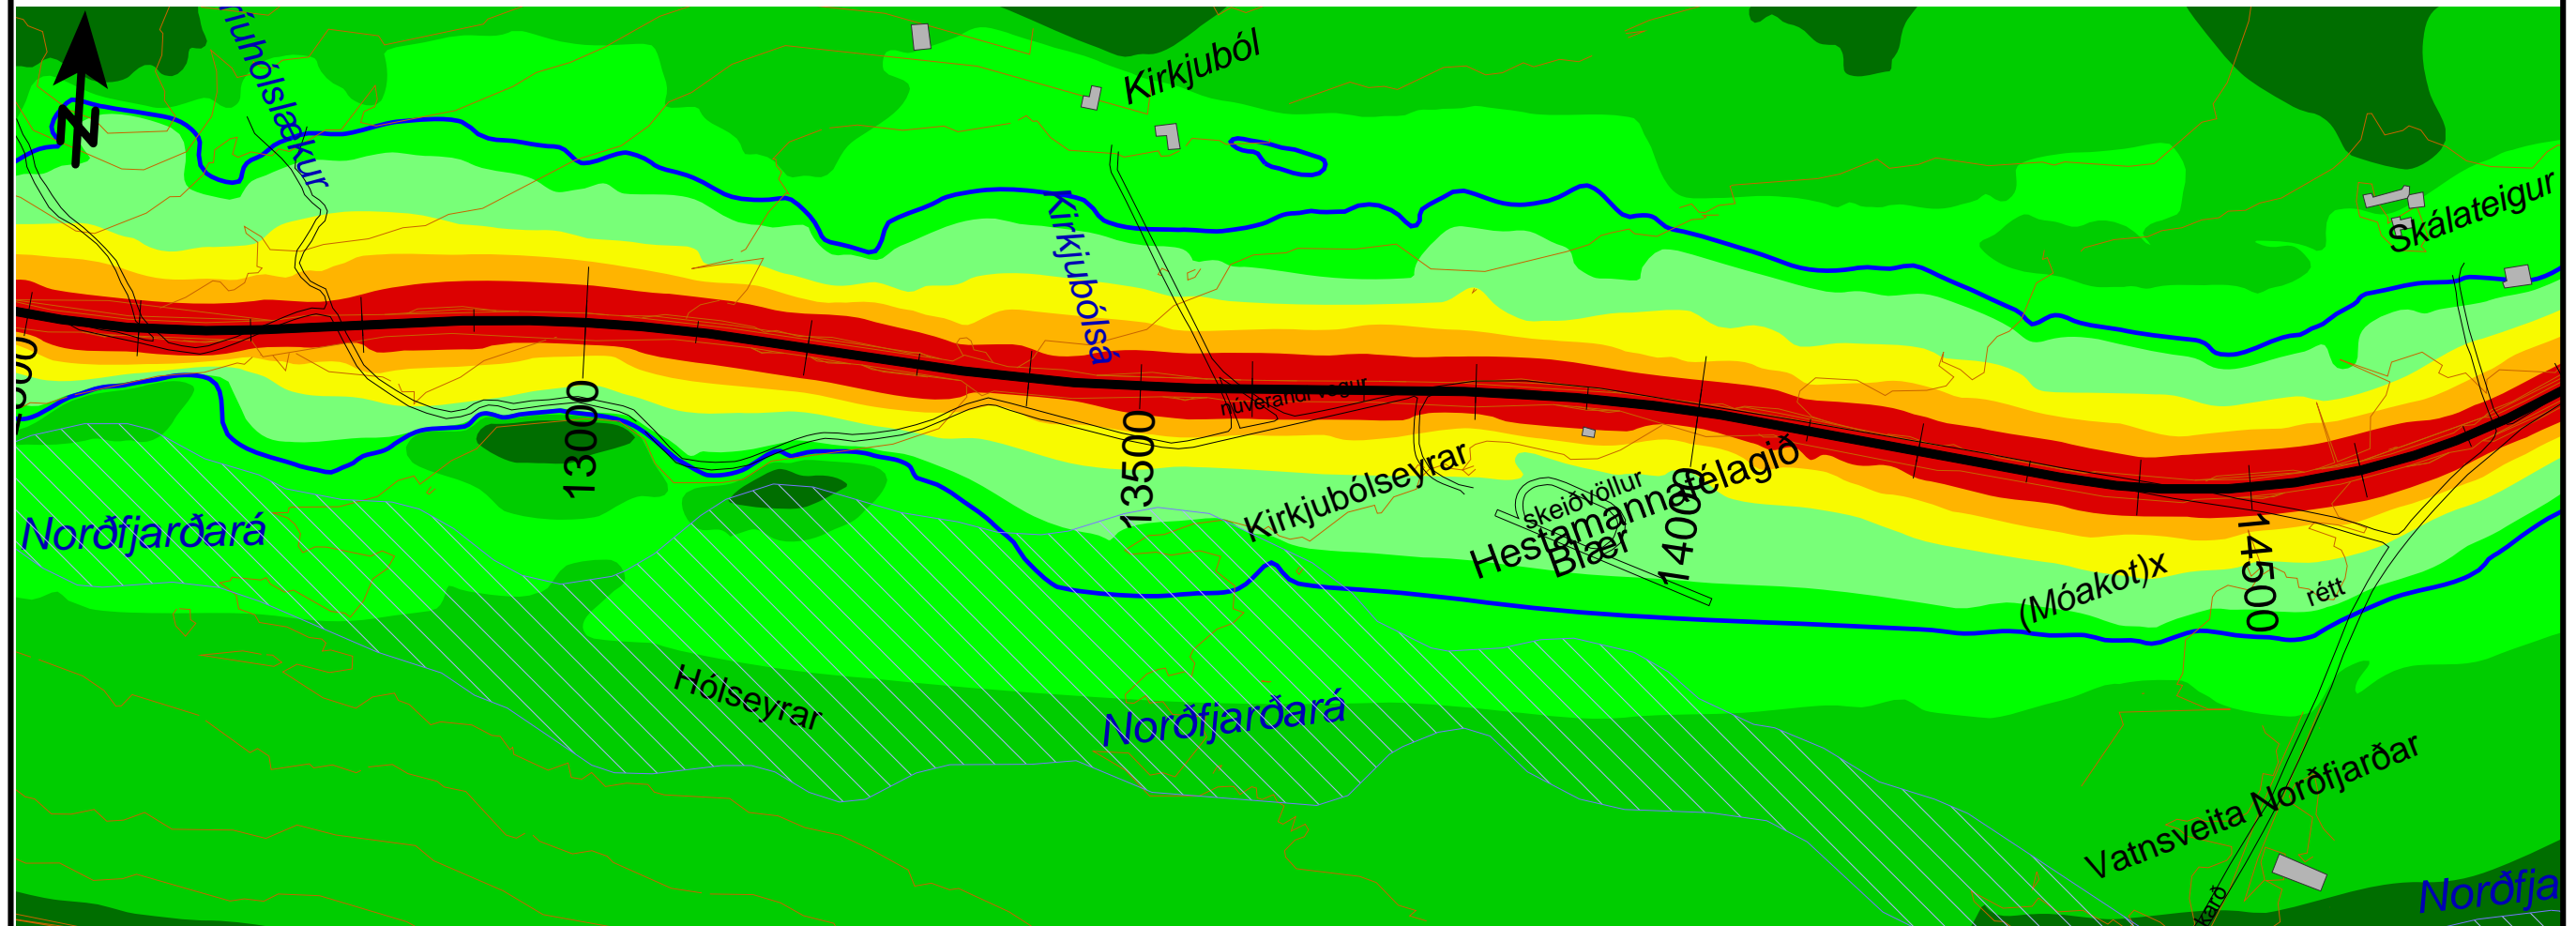 Kirkjuból
Skálateigur
Kirkjubólsá
núverandi vegur
13000
13500
14000
14500
Kirkjubólseyrar
skeiðvöllur
Hestamannafélagið
Blær
Norðfjarðará
(Móakot)x
rétt
Hólseyrar
Norðfjarðará
Vatnsveita Norðfjarðar
N